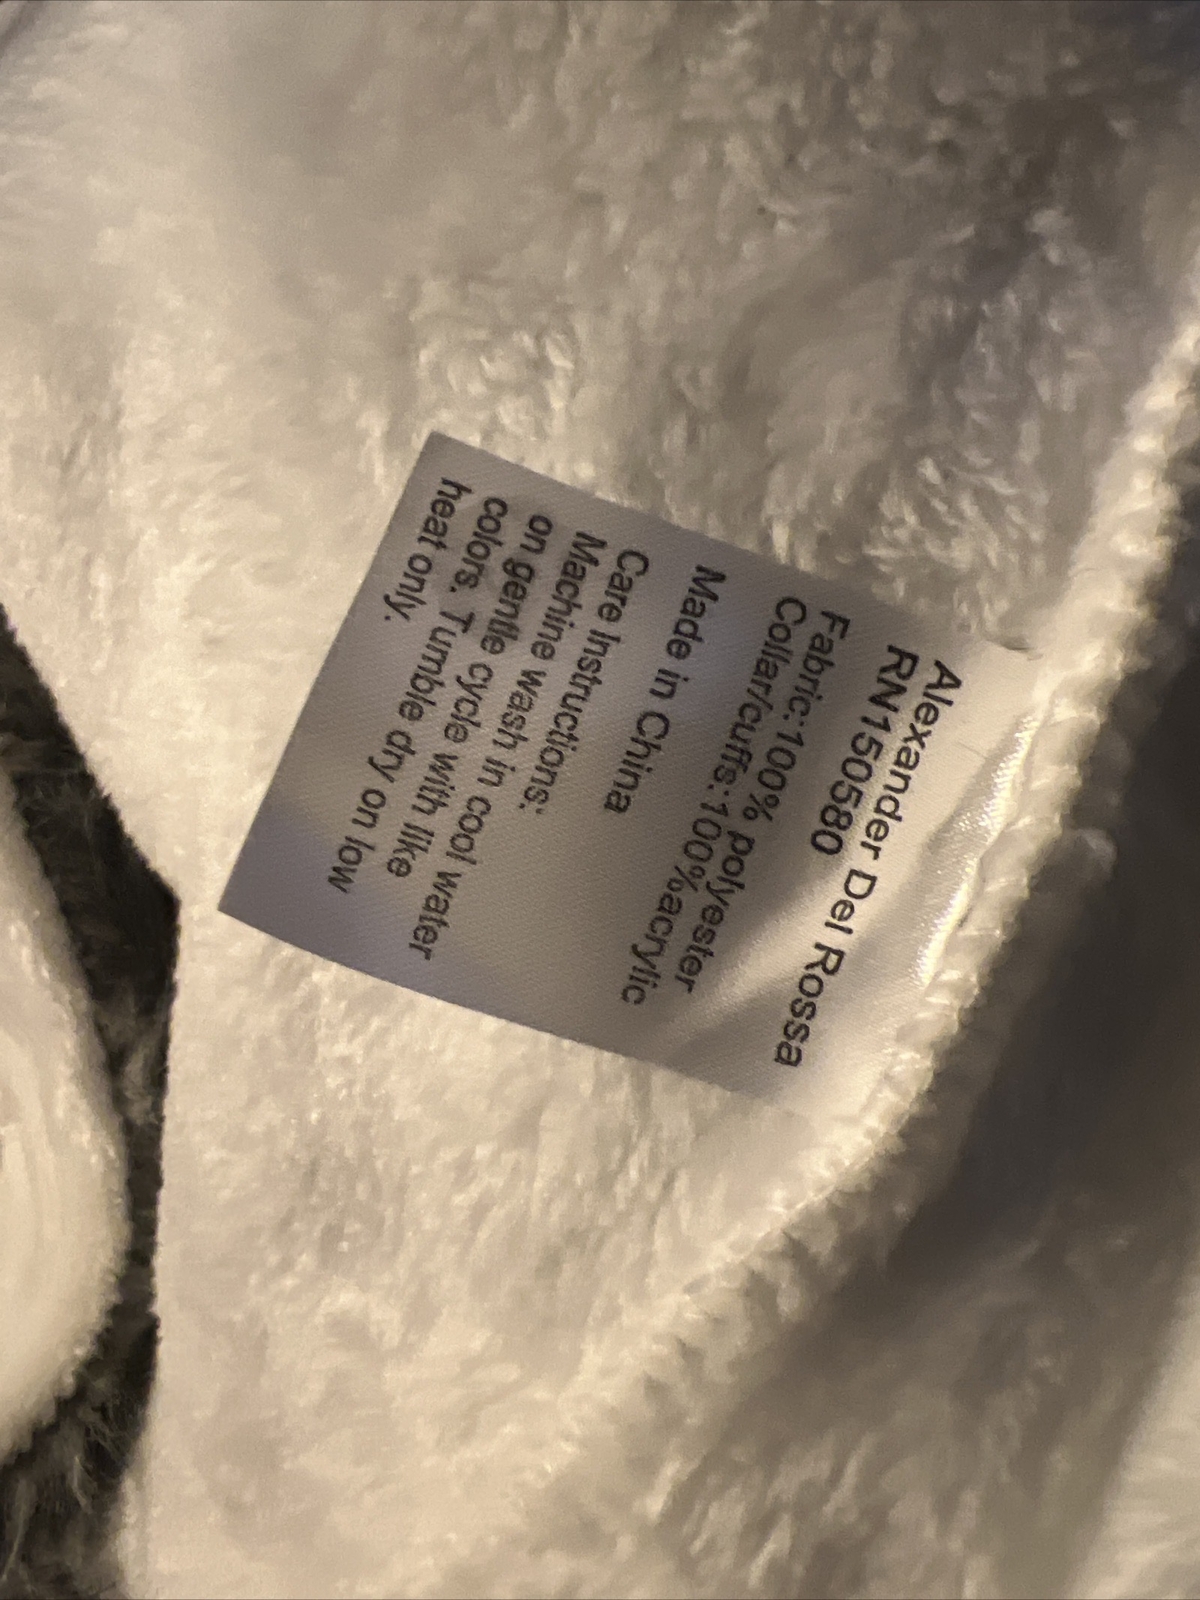 Alexander Del Rossa
RN150580
Fabric:100% polyester
Collar/cuffs:100%acrylic
Made in China
Care Instructions:
Machine wash in cool water
on gentle cycle with like
colors. Tumble dry on low
heat only.